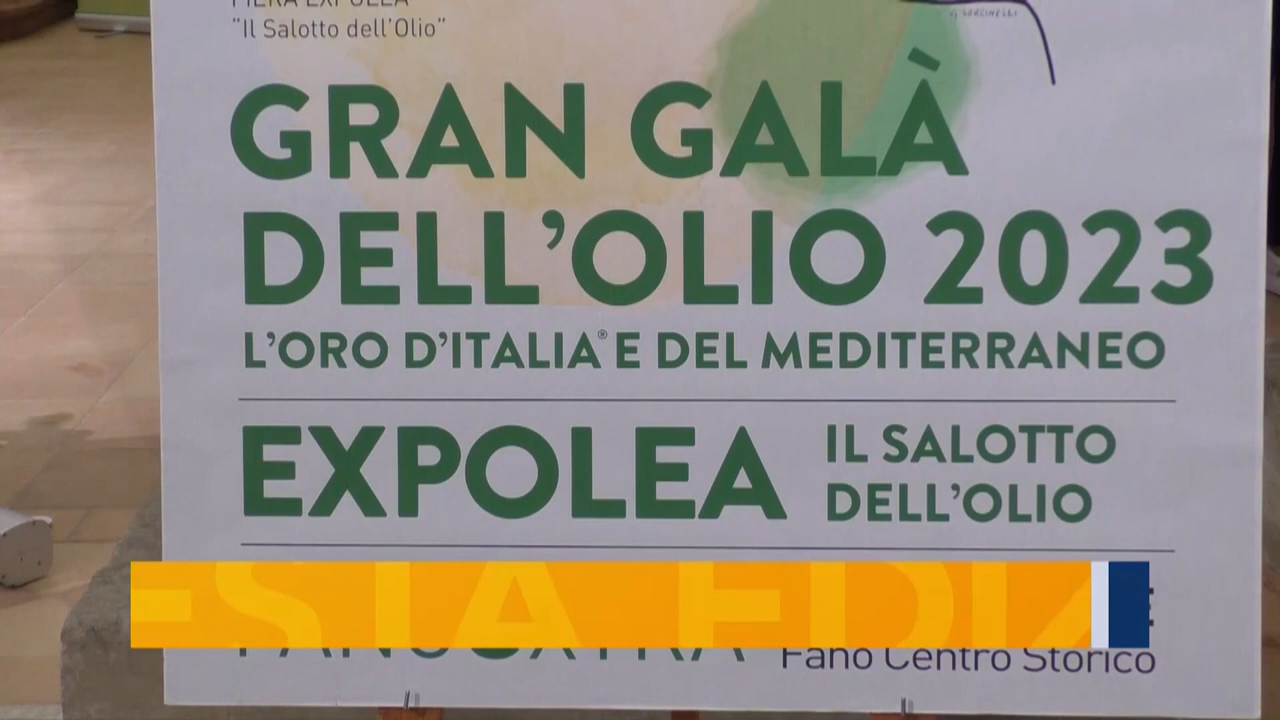 FIERA EXPOLEA
“Il Salotto dell’Olio”
GRAN GALÀ
DELL’OLIO 2023
L’ORO D’ITALIA® E DEL MEDITERRANEO
EXPOLEA
IL SALOTTO
DELL’OLIO
Fano Centro Storico